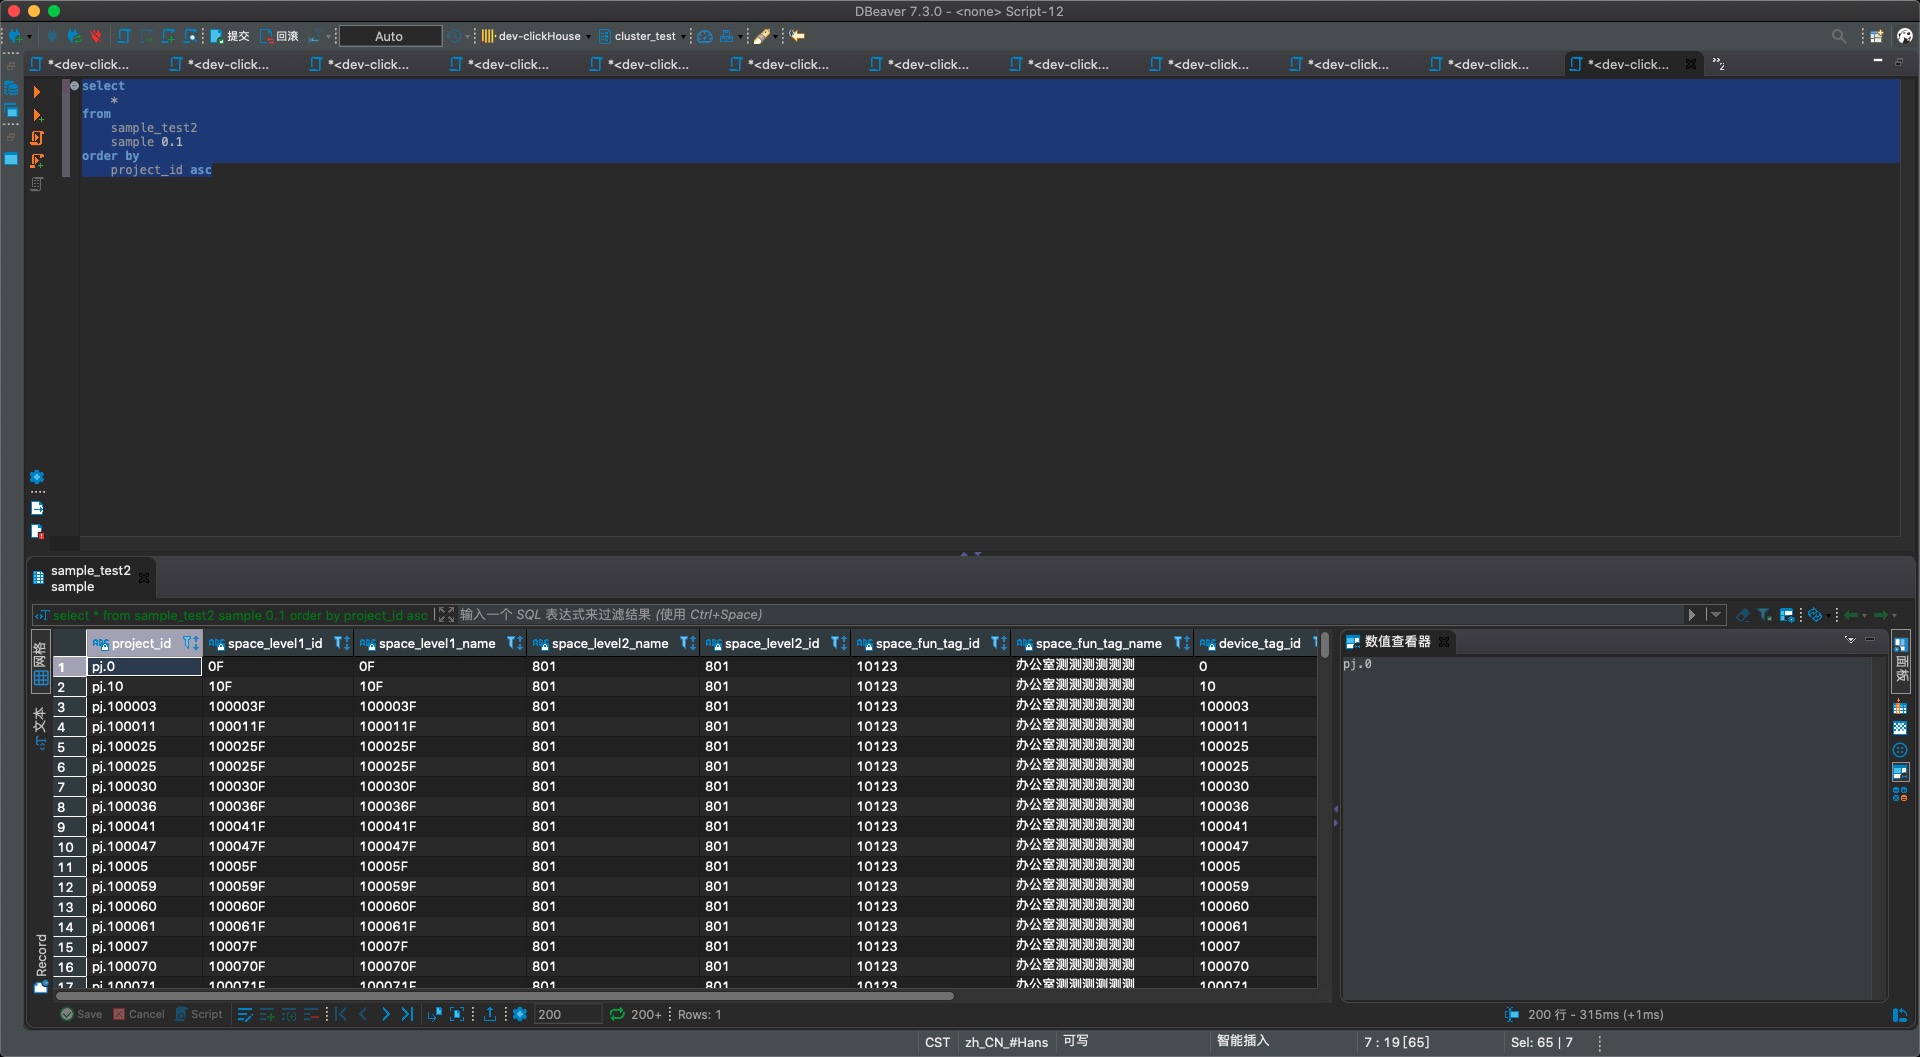 DBeaver 7.3.0 - <none> Script-12
提交 回滚 Auto dev-clickHouse cluster_test
*<dev-click... *<dev-click... *<dev-click... *<dev-click... *<dev-click... *<dev-click... *<dev-click... *<dev-click... *<dev-click... *<dev-click... *<dev-click... *<dev-click... »2
select
*
from
sample_test2
sample 0.1
order by
project_id asc
sample_test2
sample
select * from sample_test2 sample 0.1 order by project_id asc 输入一个 SQL 表达式来过滤结果 (使用 Ctrl+Space)
网格
文本
Record
project_id space_level1_id space_level1_name space_level2_name space_level2_id space_fun_tag_id space_fun_tag_name device_tag_id
1 pj.0 0F 0F 801 801 10123 办公室测测测测测测 0
2 pj.10 10F 10F 801 801 10123 办公室测测测测测测 10
3 pj.100003 100003F 100003F 801 801 10123 办公室测测测测测测 100003
4 pj.100011 100011F 100011F 801 801 10123 办公室测测测测测测 100011
5 pj.100025 100025F 100025F 801 801 10123 办公室测测测测测测 100025
6 pj.100025 100025F 100025F 801 801 10123 办公室测测测测测测 100025
7 pj.100030 100030F 100030F 801 801 10123 办公室测测测测测测 100030
8 pj.100036 100036F 100036F 801 801 10123 办公室测测测测测测 100036
9 pj.100041 100041F 100041F 801 801 10123 办公室测测测测测测 100041
10 pj.100047 100047F 100047F 801 801 10123 办公室测测测测测测 100047
11 pj.10005 10005F 10005F 801 801 10123 办公室测测测测测测 10005
12 pj.100059 100059F 100059F 801 801 10123 办公室测测测测测测 100059
13 pj.100060 100060F 100060F 801 801 10123 办公室测测测测测测 100060
14 pj.100061 100061F 100061F 801 801 10123 办公室测测测测测测 100061
15 pj.10007 10007F 10007F 801 801 10123 办公室测测测测测测 10007
16 pj.100070 100070F 100070F 801 801 10123 办公室测测测测测测 100070
17 pj.100071 100071F 100071F 801 801 10123 办公室测测测测测测 100071
数值查看器
pj.0
面板
Save Cancel Script 200 200+ Rows: 1 200 行 - 315ms (+1ms)
CST zh_CN_#Hans 可写 智能插入 7 : 19 [65] Sel: 65 | 7